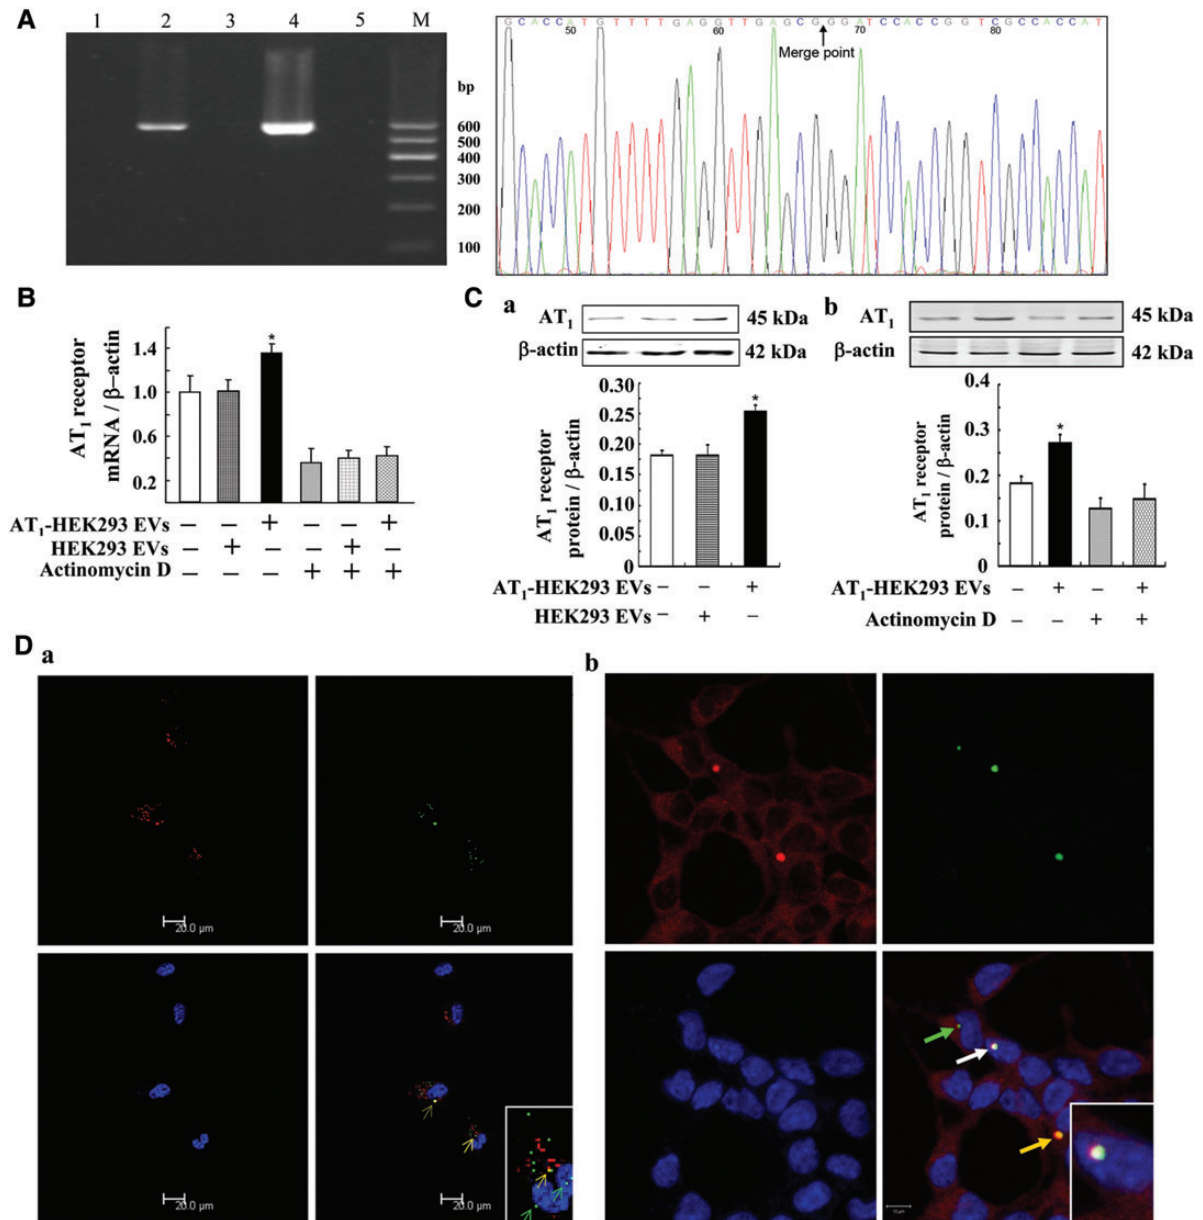 A
1 2 3 4 5 M
bp
600
500
400
300
200
100
GCACCATGTTTTGAGGTTGAGCGGGATCCACCGGTCGCCACCAT
50 60 70 80
Merge point
B
AT1 receptor
mRNA / β–actin
1.4
1.0
0.6
0.2
*
AT1-HEK293 EVs – – + – – +
HEK293 EVs – + – – + –
Actinomycin D – – – + + +
C
a
AT1 45 kDa
β-actin 42 kDa
AT1 receptor
protein / β-actin
0.30
0.25
0.20
0.15
0.10
0.05
0
*
AT1-HEK293 EVs – – +
HEK293 EVs – + –
b
AT1 45 kDa
β-actin 42 kDa
AT1 receptor
protein / β-actin
0.4
0.3
0.2
0.1
0
*
AT1-HEK293 EVs – + – +
Actinomycin D – – + +
D
a
20.0 µm
20.0 µm
20.0 µm
20.0 µm
b